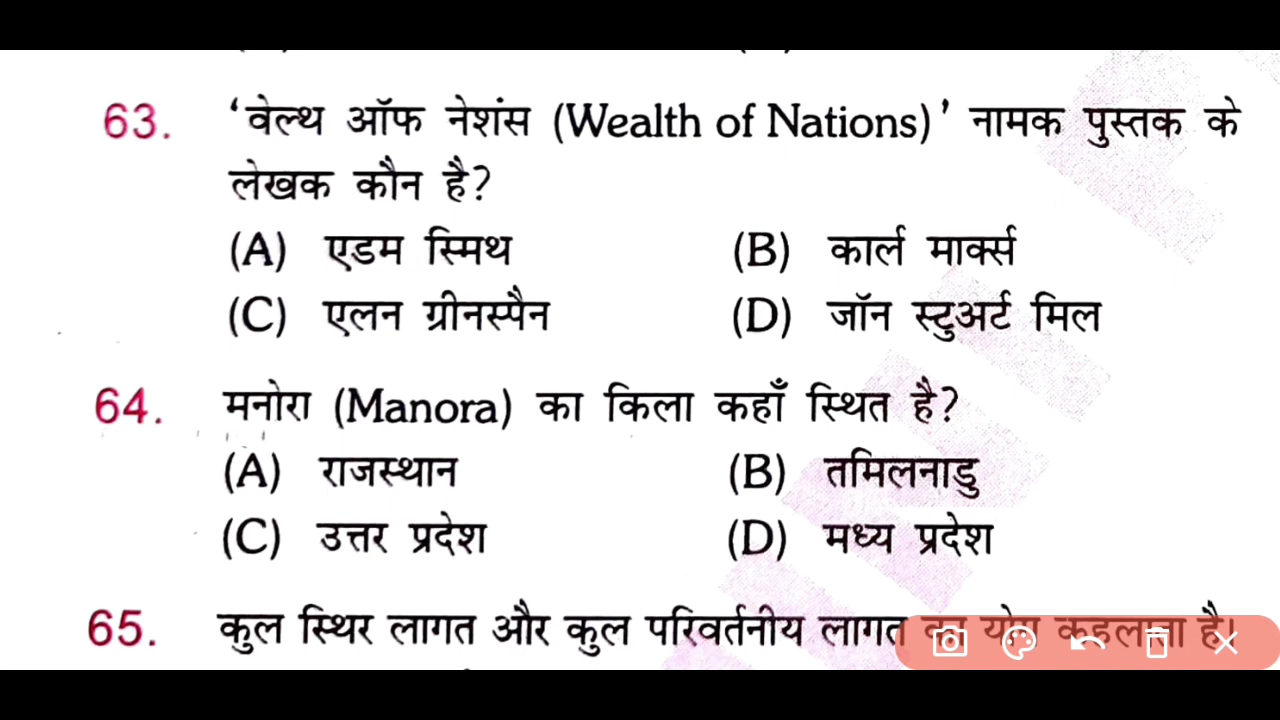 63. ‘वेल्थ ऑफ नेशंस (Wealth of Nations)’ नामक पुस्तक के
लेखक कौन है?
(A) एडम स्मिथ (B) कार्ल मार्क्स
(C) एलन ग्रीनस्पैन (D) जॉन स्टुअर्ट मिल
64. मनोरा (Manora) का किला कहाँ स्थित है?
(A) राजस्थान (B) तमिलनाडु
(C) उत्तर प्रदेश (D) मध्य प्रदेश
65. कुल स्थिर लागत और कुल परिवर्तनीय लागत का योग कहलाता है।